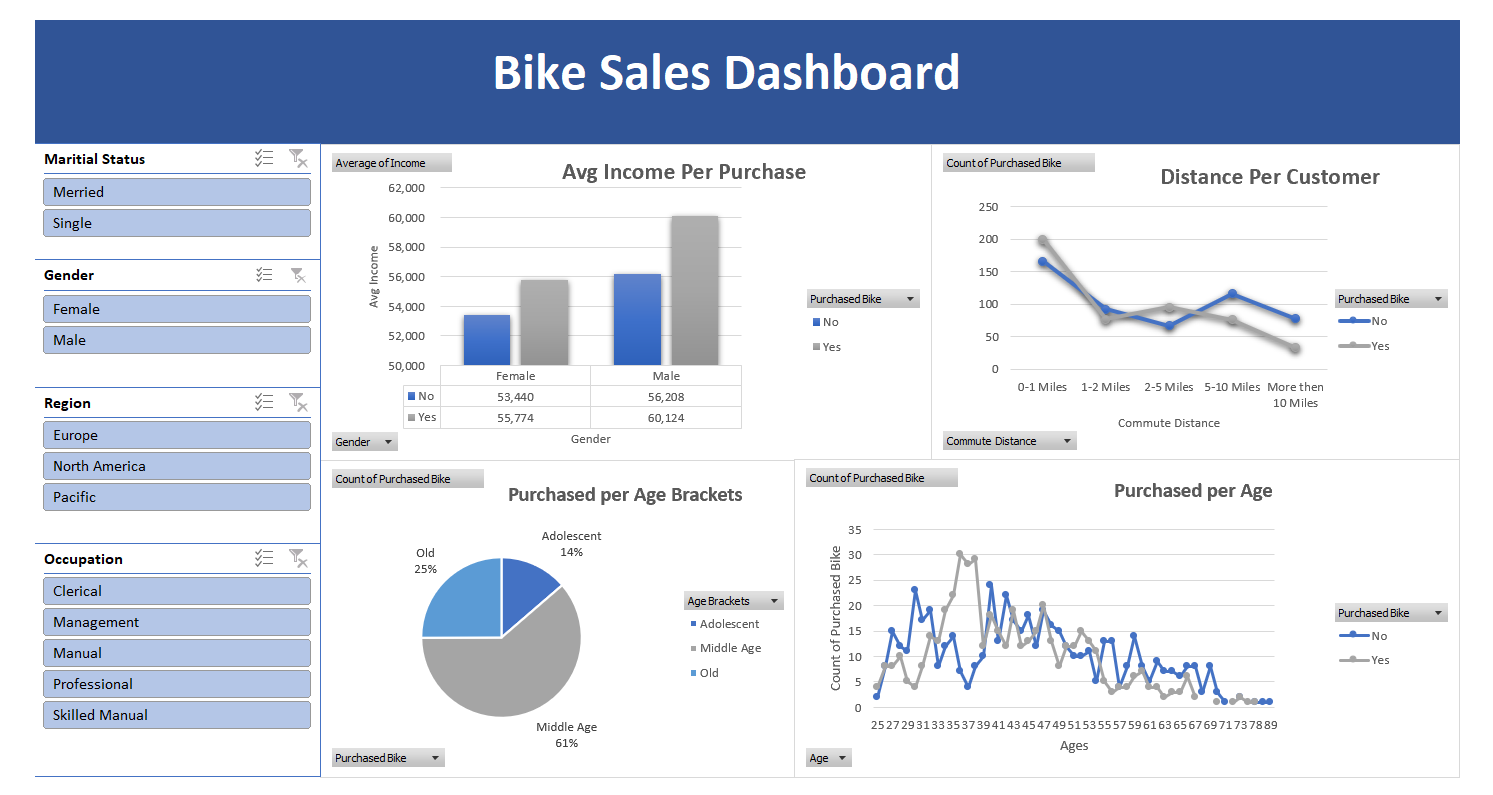 Bike Sales Dashboard
Maritial Status
Merried
Single
Gender
Female
Male
Region
Europe
North America
Pacific
Occupation
Clerical
Management
Manual
Professional
Skilled Manual
Average of Income
Avg Income Per Purchase
62,000
60,000
58,000
56,000
54,000
52,000
50,000
Avg Income
Female Male
No 53,440 56,208
Yes 55,774 60,124
Gender
Gender
Purchased Bike
No
Yes
Count of Purchased Bike
Distance Per Customer
250
200
150
100
50
0
0-1 Miles 1-2 Miles 2-5 Miles 5-10 Miles More then
10 Miles
Commute Distance
Commute Distance
Purchased Bike
No
Yes
Count of Purchased Bike
Purchased per Age Brackets
Adolescent
14%
Old
25%
Middle Age
61%
Age Brackets
Adolescent
Middle Age
Old
Purchased Bike
Count of Purchased Bike
Purchased per Age
35
30
25
20
15
10
5
0
Count of Purchased Bike
25 27 29 31 33 35 37 39 41 43 45 47 49 51 53 55 57 59 61 63 65 67 69 71 73 78 89
Ages
Age
Purchased Bike
No
Yes